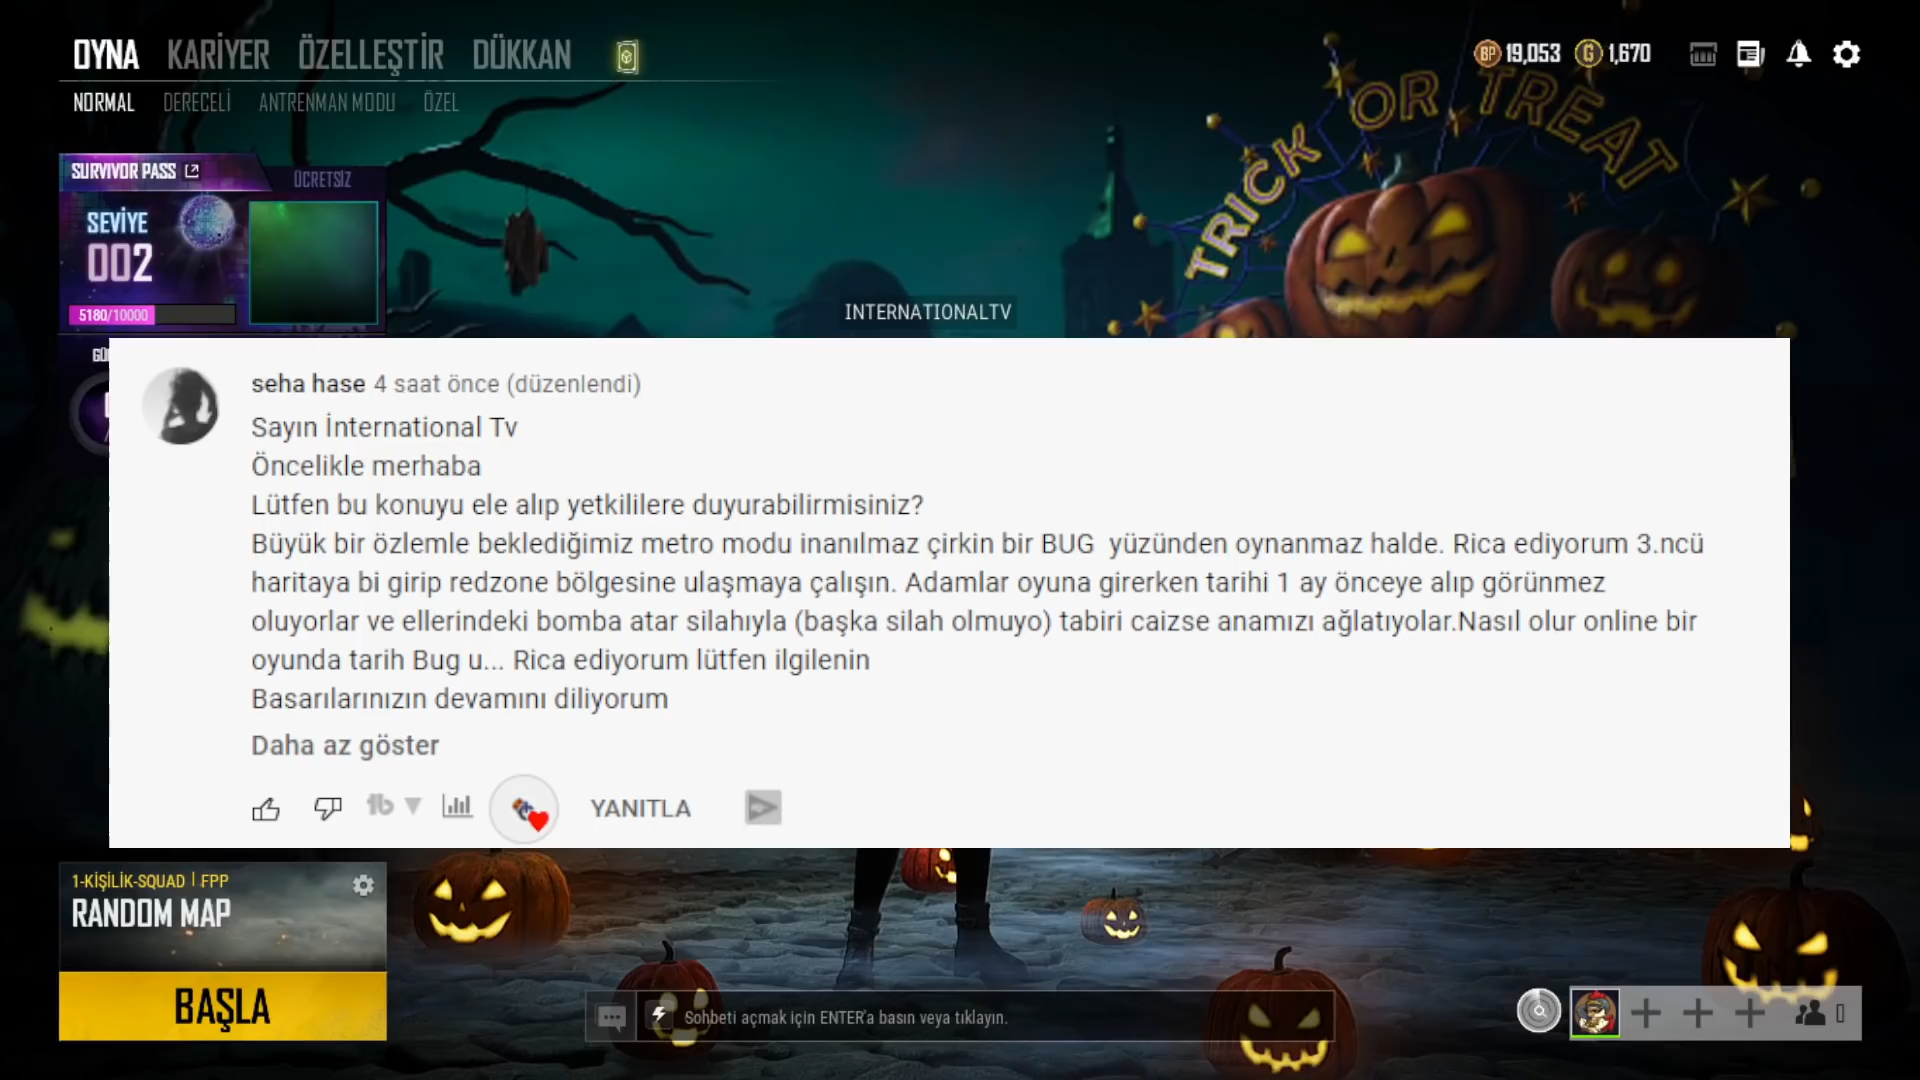 OYNA KARİYER ÖZELLEŞTİR DÜKKAN
BP 19,053 G 1,670
NORMAL DERECELİ ANTRENMAN MODU ÖZEL
TRICK OR TREAT
SURVIVOR PASS
ÜCRETSİZ
SEVİYE
002
5180/10000
INTERNATIONALTV
seha hase 4 saat önce (düzenlendi)
Sayın İnternational Tv
Öncelikle merhaba
Lütfen bu konuyu ele alıp yetkililere duyurabilirmisiniz?
Büyük bir özlemle beklediğimiz metro modu inanılmaz çirkin bir BUG yüzünden oynanmaz halde. Rica ediyorum 3.ncü
haritaya bi girip redzone bölgesine ulaşmaya çalışın. Adamlar oyuna girerken tarihi 1 ay önceye alıp görünmez
oluyorlar ve ellerindeki bomba atar silahıyla (başka silah olmuyo) tabiri caizse anamızı ağlatıyolar.Nasıl olur online bir
oyunda tarih Bug u... Rica ediyorum lütfen ilgilenin
Basarılarınızın devamını diliyorum
Daha az göster
YANITLA
1-KİŞİLİK-SQUAD | FPP
RANDOM MAP
BAŞLA
Sohbeti açmak için ENTER'a basın veya tıklayın.